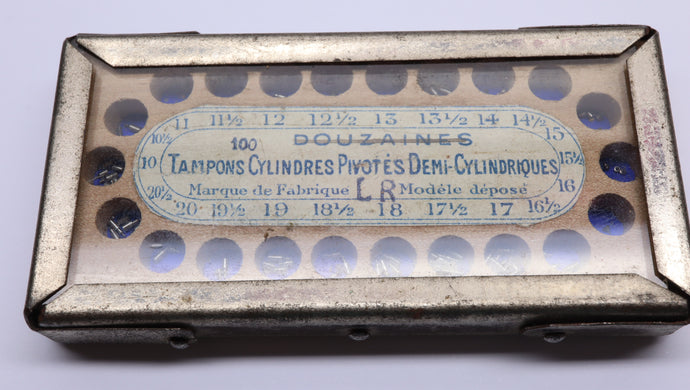 11 11½ 12 12½ 13 13½ 14 14½
10½ 100 DOUZAINES 15
10 TAMPONS CYLINDRES PIVOTÉS DEMI-CYLINDRIQUES 15½
20½ Marque de Fabrique LR Modèle déposé 16
20 19½ 19 18½ 18 17½ 17 16½